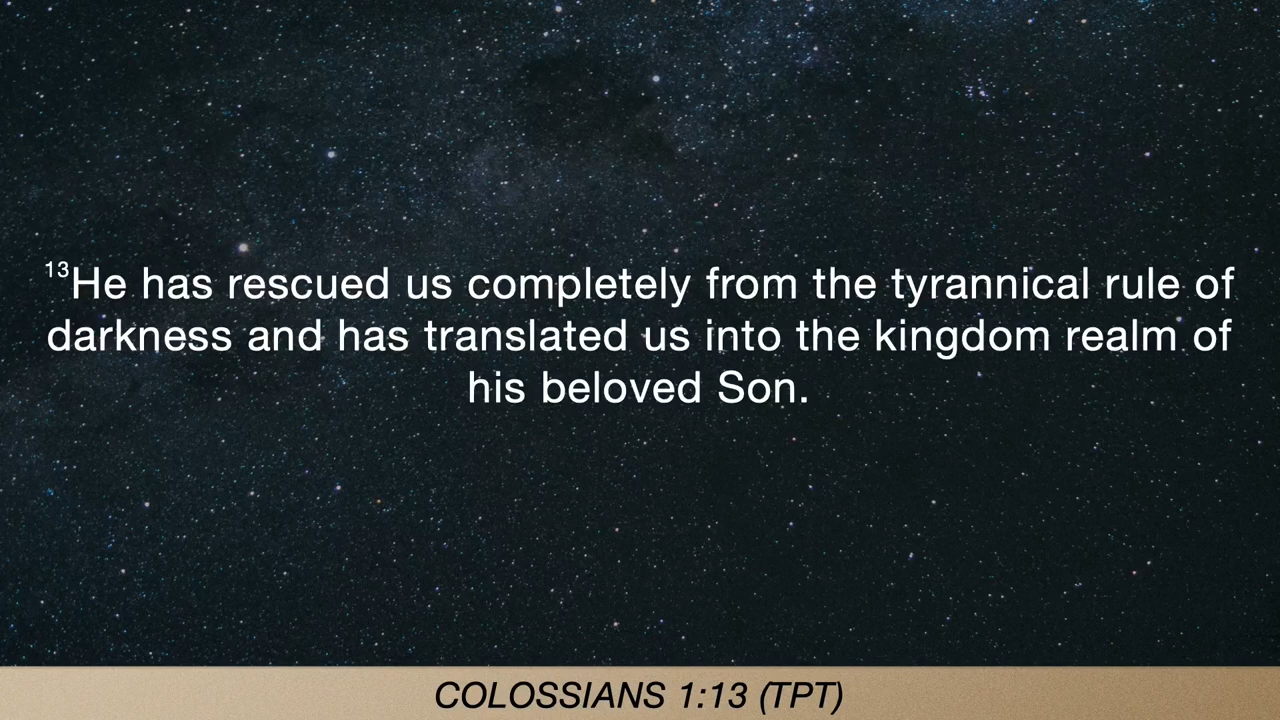 13He has rescued us completely from the tyrannical rule of
darkness and has translated us into the kingdom realm of
his beloved Son.
COLOSSIANS 1:13 (TPT)